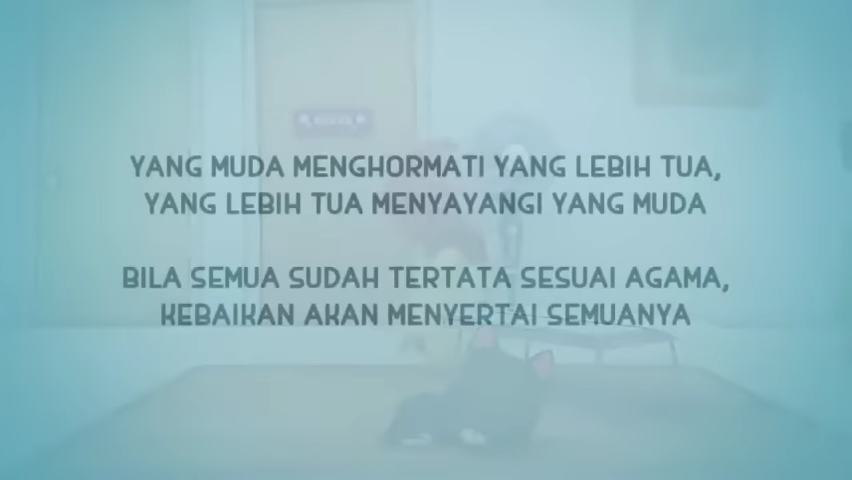 YANG MUDA MENGHORMATI YANG LEBIH TUA,
YANG LEBIH TUA MENYAYANGI YANG MUDA
BILA SEMUA SUDAH TERTATA SESUAI AGAMA,
KEBAIKAN AKAN MENYERTAI SEMUANYA